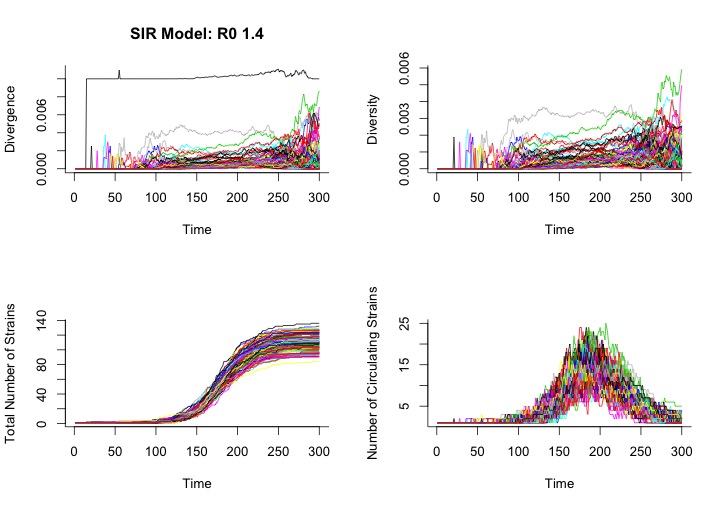 SIR Model: R0 1.4
Divergence
0.000
0.006
0 50 100 150 200 250 300
Time
Diversity
0.000
0.003
0.006
0 50 100 150 200 250 300
Time
Total Number of Strains
0
40
80
140
0 50 100 150 200 250 300
Time
Number of Circulating Strains
5
15
25
0 50 100 150 200 250 300
Time